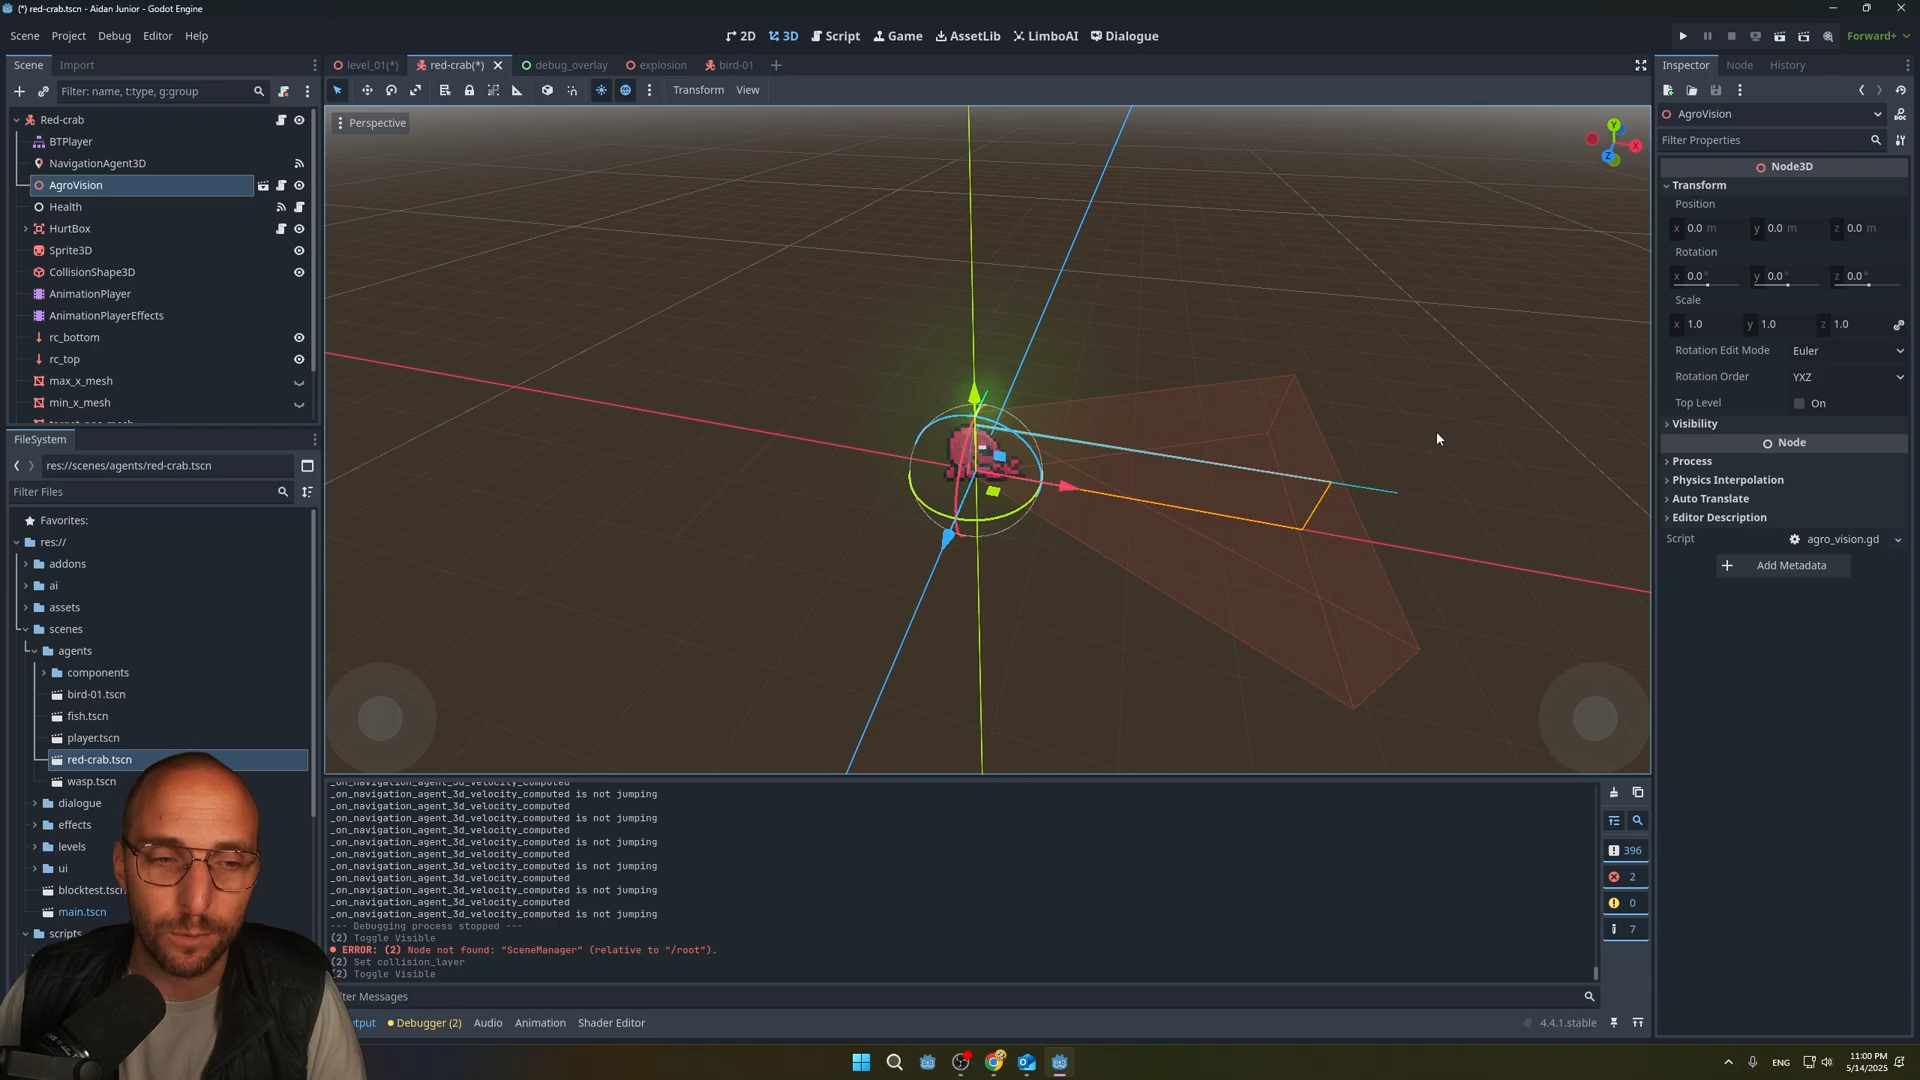 (*) red-crab.tscn - Aidan Junior - Godot Engine
Scene Project Debug Editor Help
2D 3D Script Game AssetLib LimboAI Dialogue
Forward+
Scene Import
level_01(*) red-crab(*) debug_overlay explosion bird-01
Inspector Node History
Filter: name, t:type, g:group
Transform View
Red-crab
BTPlayer
NavigationAgent3D
AgroVision
Health
HurtBox
Sprite3D
CollisionShape3D
AnimationPlayer
AnimationPlayerEffects
rc_bottom
rc_top
max_x_mesh
min_x_mesh
Perspective
Y
X
Z
AgroVision
Filter Properties
Node3D
Transform
Position
x 0.0 m y 0.0 m z 0.0 m
Rotation
x 0.0 ° y 0.0 ° z 0.0 °
Scale
x 1.0 y 1.0 z 1.0
Rotation Edit Mode Euler
Rotation Order YXZ
Top Level On
Visibility
Node
Process
Physics Interpolation
Auto Translate
Editor Description
Script agro_vision.gd
Add Metadata
FileSystem
res://scenes/agents/red-crab.tscn
Filter Files
Favorites:
res://
addons
ai
assets
scenes
agents
components
bird-01.tscn
fish.tscn
player.tscn
red-crab.tscn
wasp.tscn
dialogue
effects
levels
ui
blocktest.tscn
main.tscn
scripts
_on_navigation_agent_3d_velocity_computed
_on_navigation_agent_3d_velocity_computed is not jumping
_on_navigation_agent_3d_velocity_computed
_on_navigation_agent_3d_velocity_computed is not jumping
_on_navigation_agent_3d_velocity_computed
_on_navigation_agent_3d_velocity_computed is not jumping
_on_navigation_agent_3d_velocity_computed
_on_navigation_agent_3d_velocity_computed is not jumping
_on_navigation_agent_3d_velocity_computed
_on_navigation_agent_3d_velocity_computed is not jumping
_on_navigation_agent_3d_velocity_computed
_on_navigation_agent_3d_velocity_computed is not jumping
--- Debugging process stopped ---
(2) Toggle Visible
ERROR: (2) Node not found: "SceneManager" (relative to "/root").
(2) Set collision_layer
(2) Toggle Visible
396
2
0
7
ter Messages
utput Debugger (2) Audio Animation Shader Editor
4.4.1.stable
ENG
11:00 PM
5/14/2025